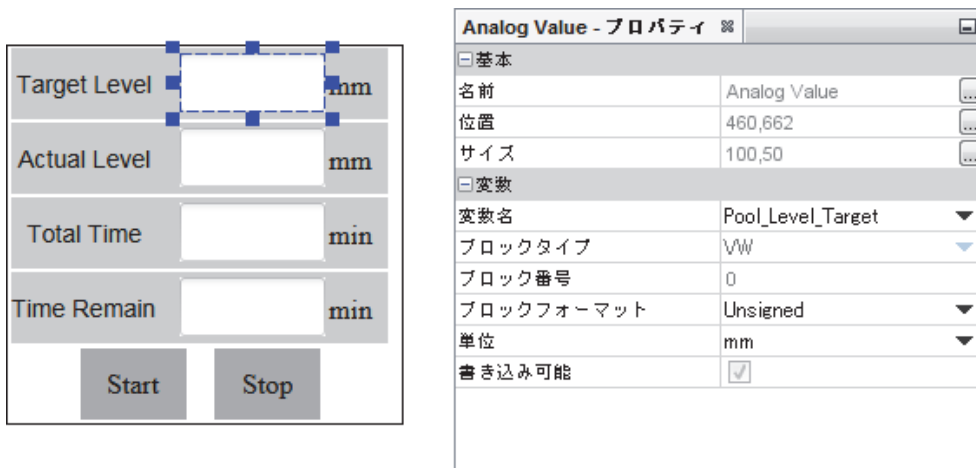 Target Level mm
Actual Level mm
Total Time min
Time Remain min
Start Stop
Analog Value - プロパティ
基本
名前 Analog Value ...
位置 460,662 ...
サイズ 100,50 ...
変数
変数名 Pool_Level_Target
ブロックタイプ VW
ブロック番号 0
ブロックフォーマット Unsigned
単位 mm
書き込み可能